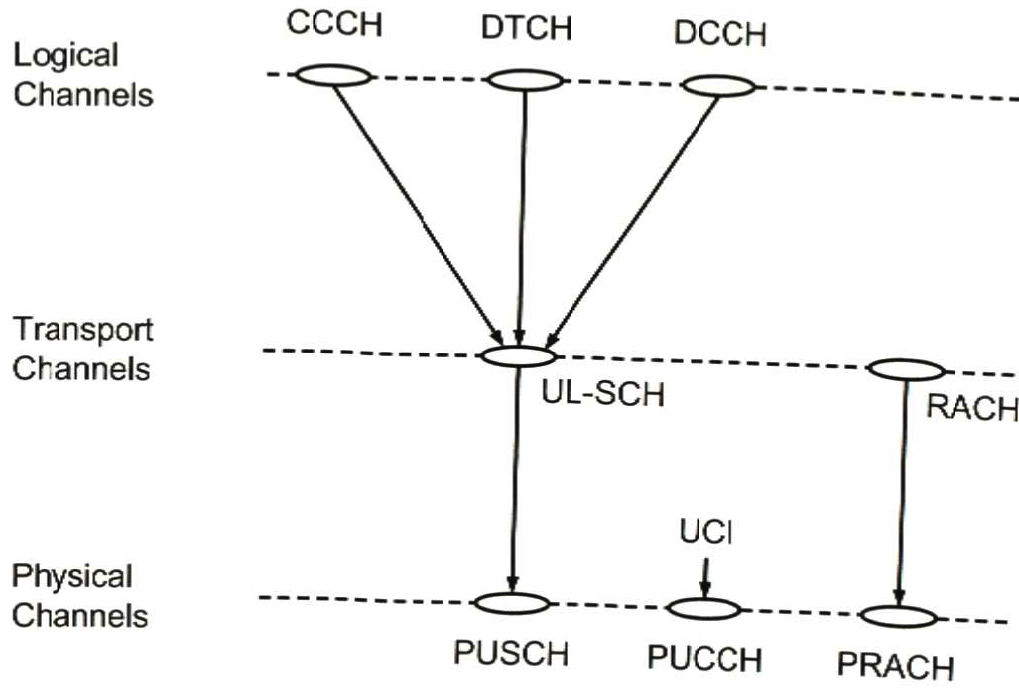 CCCH DTCH DCCH
Logical
Channels
Transport
Channels
UL-SCH
RACH
UCI
Physical
Channels
PUSCH PUCCH PRACH